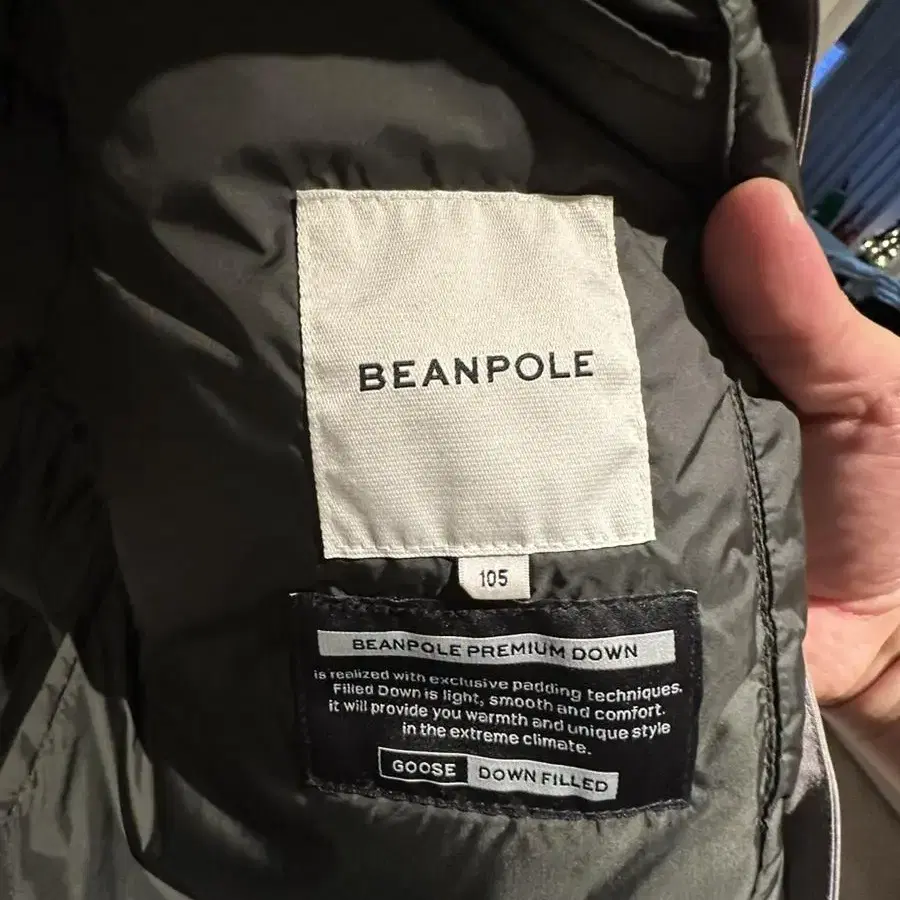 BEANPOLE
105
BEANPOLE PREMIUM DOWN
is realized with exclusive padding techniques.
Filled Down is light, smooth and comfort.
it will provide you warmth and unique style
in the extreme climate.
GOOSE DOWN FILLED